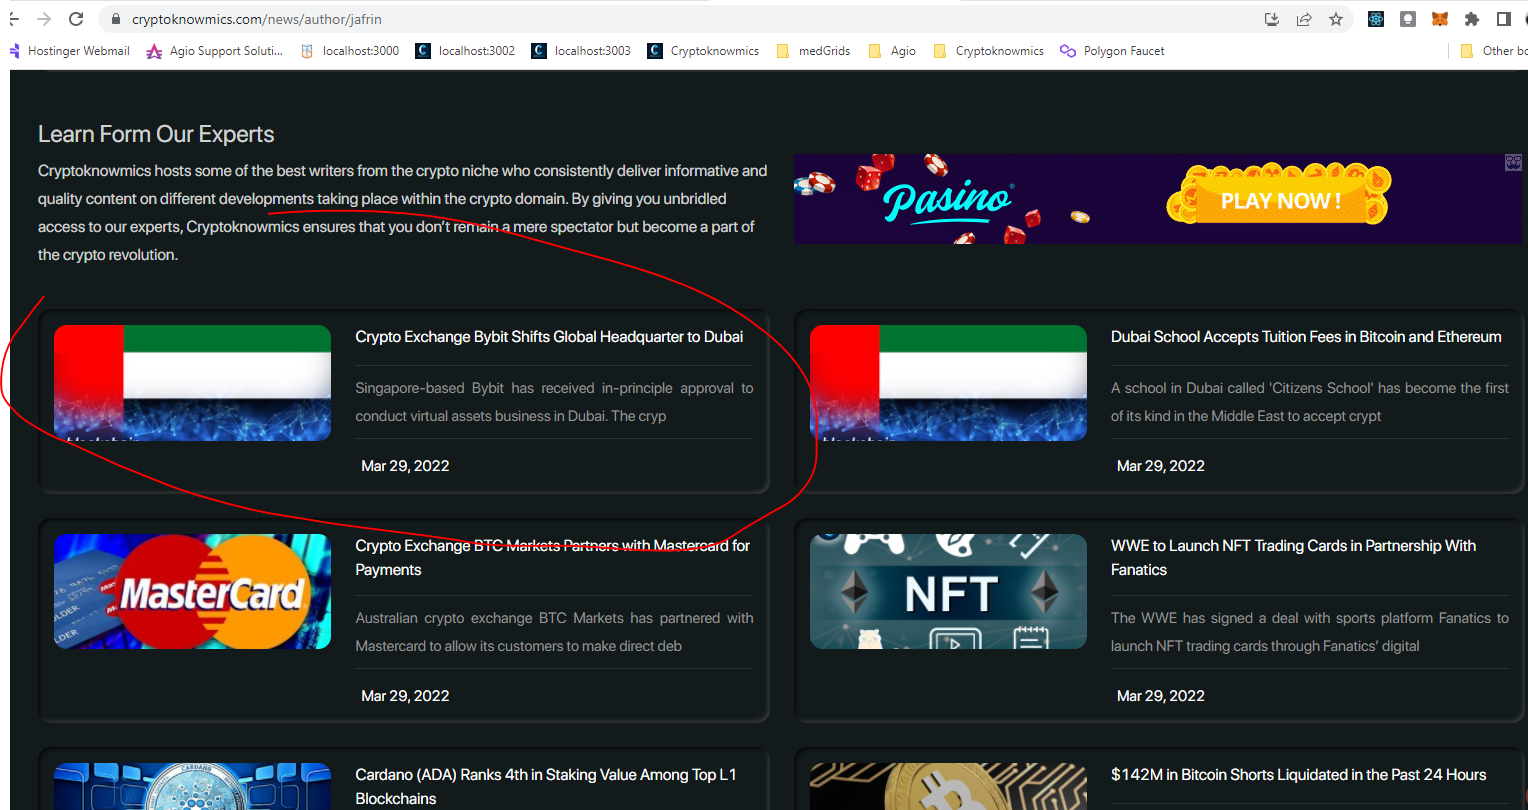 cryptoknowmics.com/news/author/jafrin
Hostinger Webmail
Agio Support Soluti...
localhost:3000
localhost:3002
localhost:3003
Cryptoknowmics
medGrids
Agio
Cryptoknowmics
Polygon Faucet
Other bo
Learn Form Our Experts
Cryptoknowmics hosts some of the best writers from the crypto niche who consistently deliver informative and
quality content on different developments taking place within the crypto domain. By giving you unbridled
access to our experts, Cryptoknowmics ensures that you don’t remain a mere spectator but become a part of
the crypto revolution.
Pasino
PLAY NOW !
Crypto Exchange Bybit Shifts Global Headquarter to Dubai
Singapore-based Bybit has received in-principle approval to
conduct virtual assets business in Dubai. The cryp
Mar 29, 2022
Dubai School Accepts Tuition Fees in Bitcoin and Ethereum
A school in Dubai called 'Citizens School' has become the first
of its kind in the Middle East to accept crypt
Mar 29, 2022
MasterCard
Crypto Exchange BTC Markets Partners with Mastercard for
Payments
Australian crypto exchange BTC Markets has partnered with
Mastercard to allow its customers to make direct deb
Mar 29, 2022
NFT
WWE to Launch NFT Trading Cards in Partnership With
Fanatics
The WWE has signed a deal with sports platform Fanatics to
launch NFT trading cards through Fanatics’ digital
Mar 29, 2022
CARDANO
Cardano (ADA) Ranks 4th in Staking Value Among Top L1
Blockchains
$142M in Bitcoin Shorts Liquidated in the Past 24 Hours